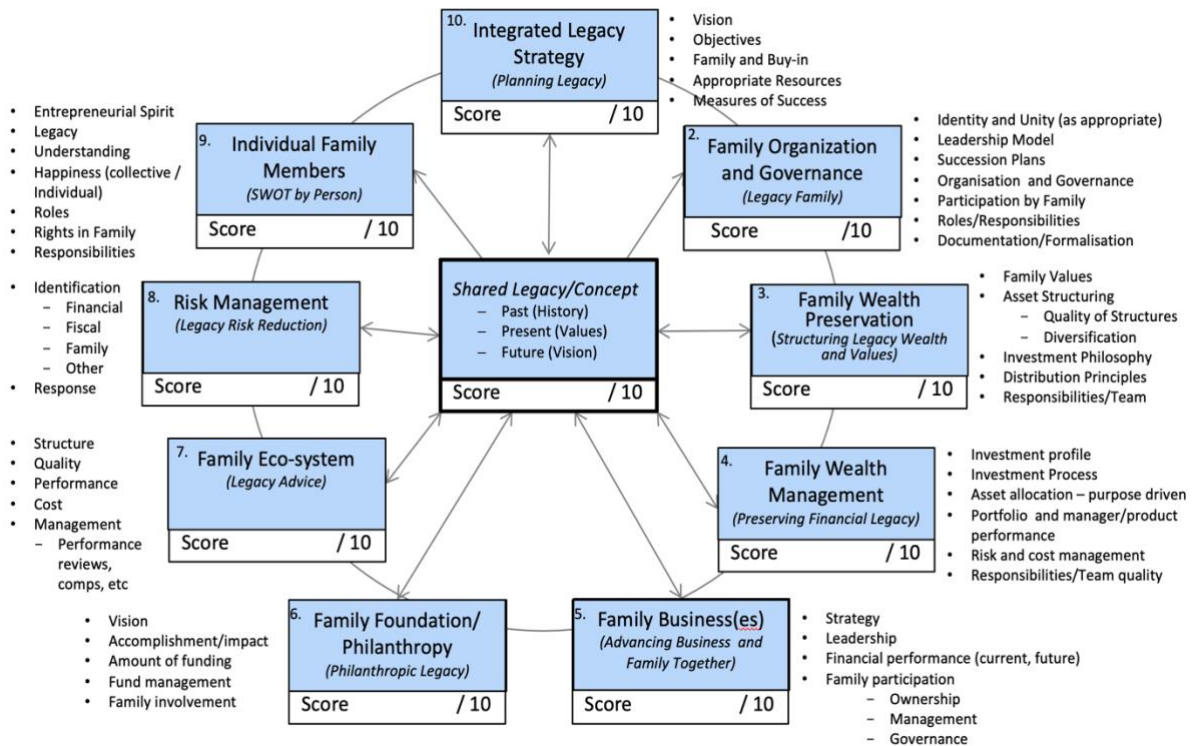 10.
Integrated Legacy
Strategy
(Planning Legacy)
Score / 10
• Vision
• Objectives
• Family and Buy-in
• Appropriate Resources
• Measures of Success
2.
Family Organization
and Governance
(Legacy Family)
Score /10
• Identity and Unity (as appropriate)
• Leadership Model
• Succession Plans
• Organisation and Governance
• Participation by Family
• Roles/Responsibilities
• Documentation/Formalisation
3.
Family Wealth
Preservation
(Structuring Legacy Wealth
and Values)
Score / 10
• Family Values
• Asset Structuring
– Quality of Structures
– Diversification
• Investment Philosophy
• Distribution Principles
• Responsibilities/Team
4.
Family Wealth
Management
(Preserving Financial Legacy)
Score / 10
• Investment profile
• Investment Process
• Asset allocation – purpose driven
• Portfolio and manager/product
performance
• Risk and cost management
• Responsibilities/Team quality
5.
Family Business(es)
(Advancing Business and
Family Together)
Score / 10
• Strategy
• Leadership
• Financial performance (current, future)
• Family participation
– Ownership
– Management
– Governance
6.
Family Foundation/
Philanthropy
(Philanthropic Legacy)
Score / 10
• Vision
• Accomplishment/impact
• Amount of funding
• Fund management
• Family involvement
7.
Family Eco-system
(Legacy Advice)
Score / 10
• Structure
• Quality
• Performance
• Cost
• Management
– Performance
reviews,
comps, etc
8.
Risk Management
(Legacy Risk Reduction)
Score / 10
• Identification
– Financial
– Fiscal
– Family
– Other
• Response
9.
Individual Family
Members
(SWOT by Person)
Score / 10
• Entrepreneurial Spirit
• Legacy
• Understanding
• Happiness (collective /
Individual)
• Roles
• Rights in Family
• Responsibilities
Shared Legacy/Concept
– Past (History)
– Present (Values)
– Future (Vision)
Score / 10